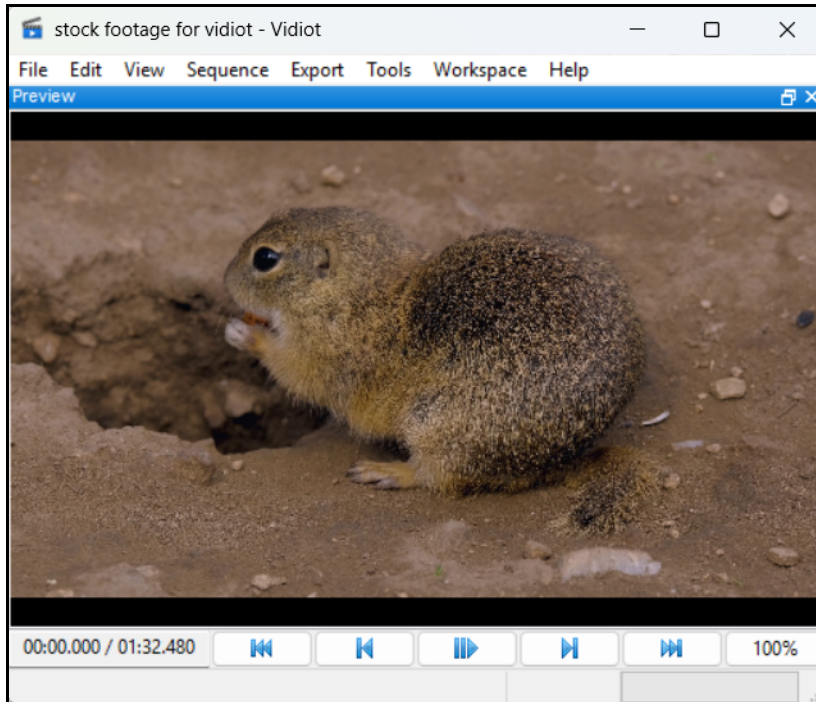 stock footage for vidiot - Vidiot
File Edit View Sequence Export Tools Workspace Help
Preview
00:00.000 / 01:32.480 100%